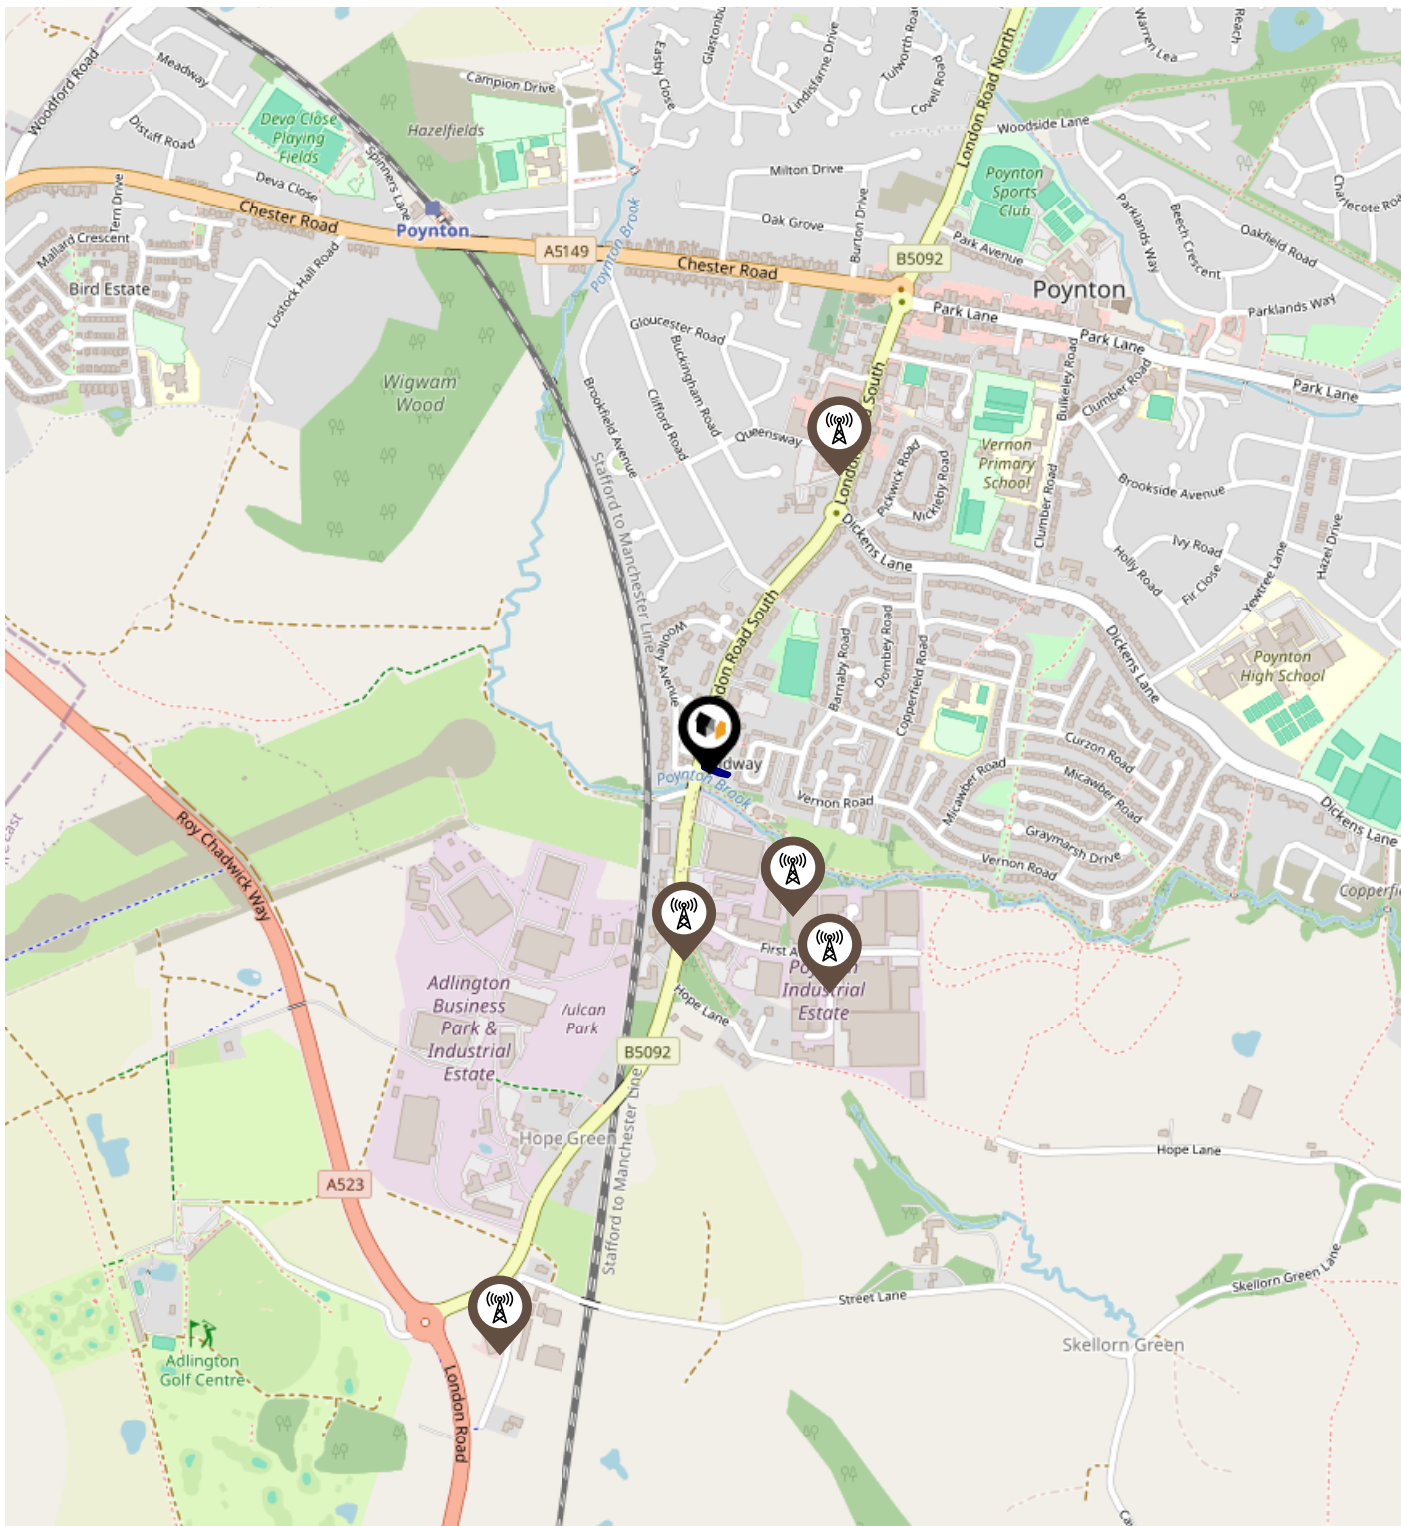 Woodford Road
Meadway
Distaff Road
Deva Close
Playing
Fields
Spinners Lane
Deva Close
Tern Drive
Mallard Crescent
Bird Estate
Chester Road
Lostock Hall Road
Poynton
Hazelfields
Campion Drive
Easby Close
Lindisfarne Drive
Covell Road
London Road North
Warren Lea
Reach
Woodside Lane
Milton Drive
Oak Grove
Burton Drive
Poynton
Sports
Club
Park Avenue
Parklands Way
Beech Crescent
Oakfield Road
Parklands Way
A5149
Poynton Brook
Chester Road
B5092
Poynton
Park Lane
Park Lane
Park Lane
Gloucester Road
Buckingham Road
Clifford Road
Brookfield Avenue
Queensway
Wigwam
Wood
Bulkeley Road
Clumber Road
Vernon
Primary
School
Pickwick Road
Nickleby Road
Clumber Road
Brookside Avenue
Ivy Road
Holly Road
Fir Close
Yewtree Lane
Hazel Drive
Stafford to Manchester Line
Dickens Lane
Woolley Avenue
Barnaby Road
Dombey Road
Copperfield Road
Dickens Lane
Poynton
High School
Poynton Brook
Vernon Road
Curzon Road
Micawber Road
Micawber Road
Graymarsh Drive
Vernon Road
Dickens Lane
Roy Chadwick Way
Adlington
Business
Park &
Industrial
Estate
Vulcan
Park
First A
Industrial
Estate
Hope Lane
B5092
Hope Green
Stafford to Manchester Line
Hope Lane
A523
Street Lane
Skellorn Green Lane
Skellorn Green
Adlington
Golf Centre
London Road